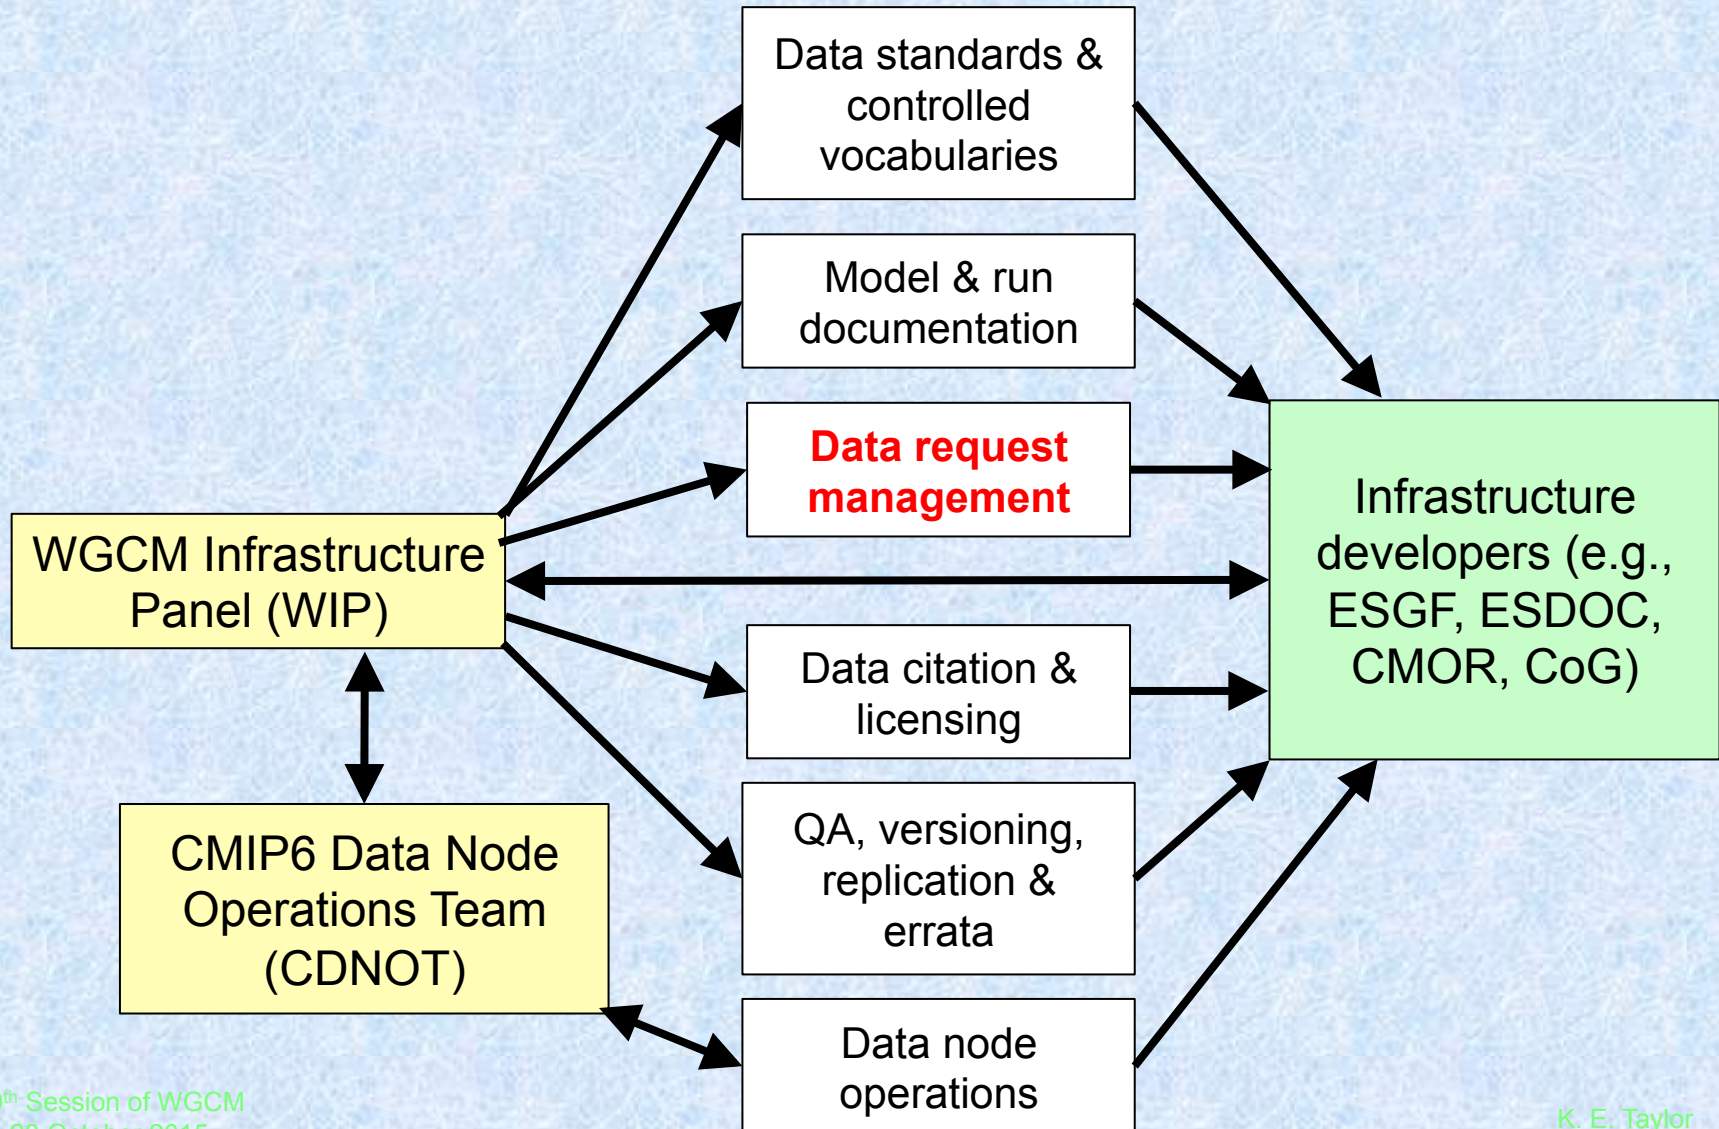 Data standards &
controlled
vocabularies
Model & run
documentation
Data request
management
WGCM Infrastructure
Panel (WIP)
Infrastructure
developers (e.g.,
ESGF, ESDOC,
CMOR, CoG)
Data citation &
licensing
CMIP6 Data Node
Operations Team
(CDNOT)
QA, versioning,
replication &
errata
Data node
operations
Session of WGCM
October 2015
K. E. Taylor